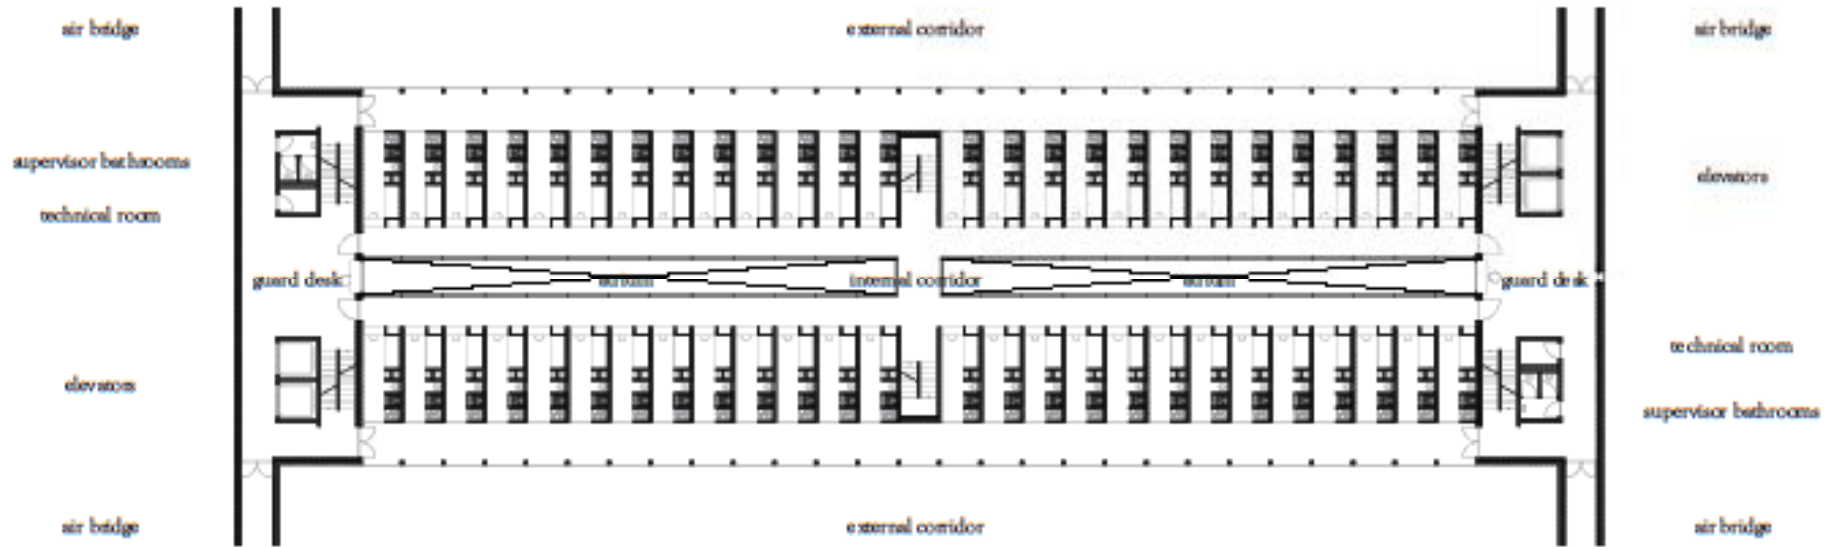 air bridge
external corridor
air bridge
supervisor bathrooms
elevators
technical room
guard desk
atrium
internal corridor
atrium
guard desk
technical room
elevators
supervisor bathrooms
air bridge
external corridor
air bridge